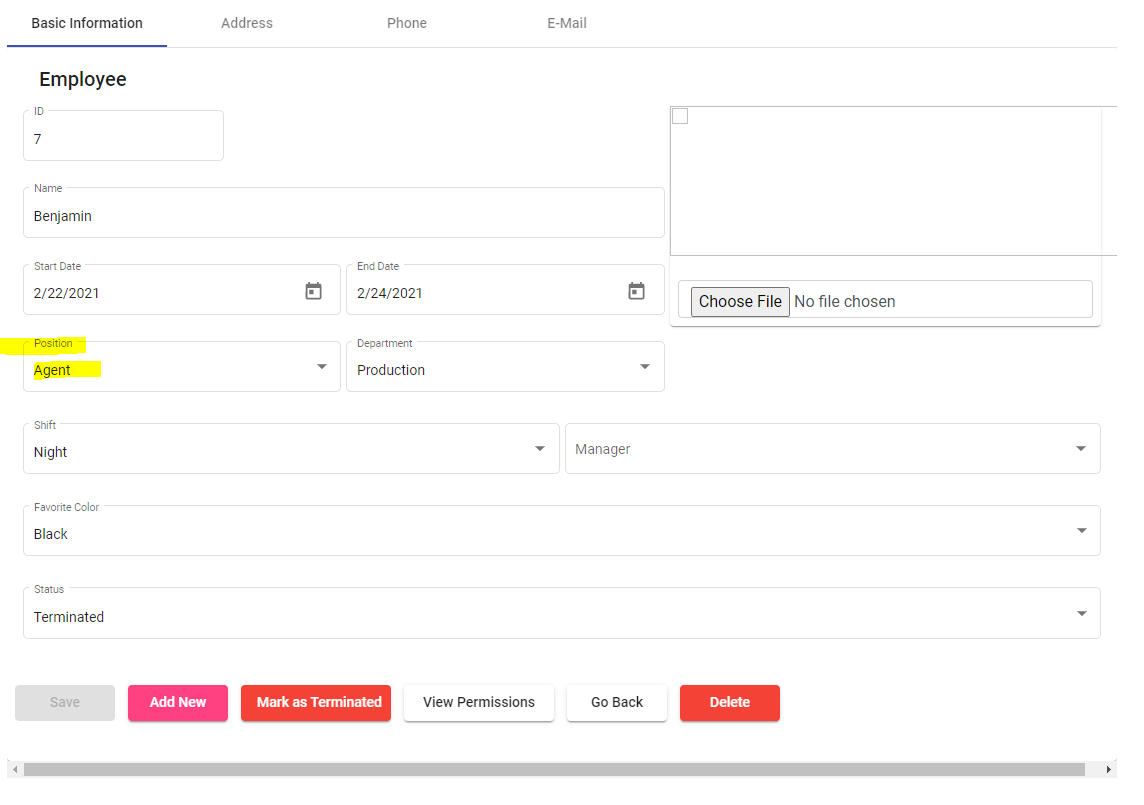 Basic Information Address Phone E-Mail
Employee
ID
7
Name
Benjamin
Start Date End Date
2/22/2021 2/24/2021
Choose File No file chosen
Position Department
Agent Production
Shift
Night Manager
Favorite Color
Black
Status
Terminated
Save Add New Mark as Terminated View Permissions Go Back Delete